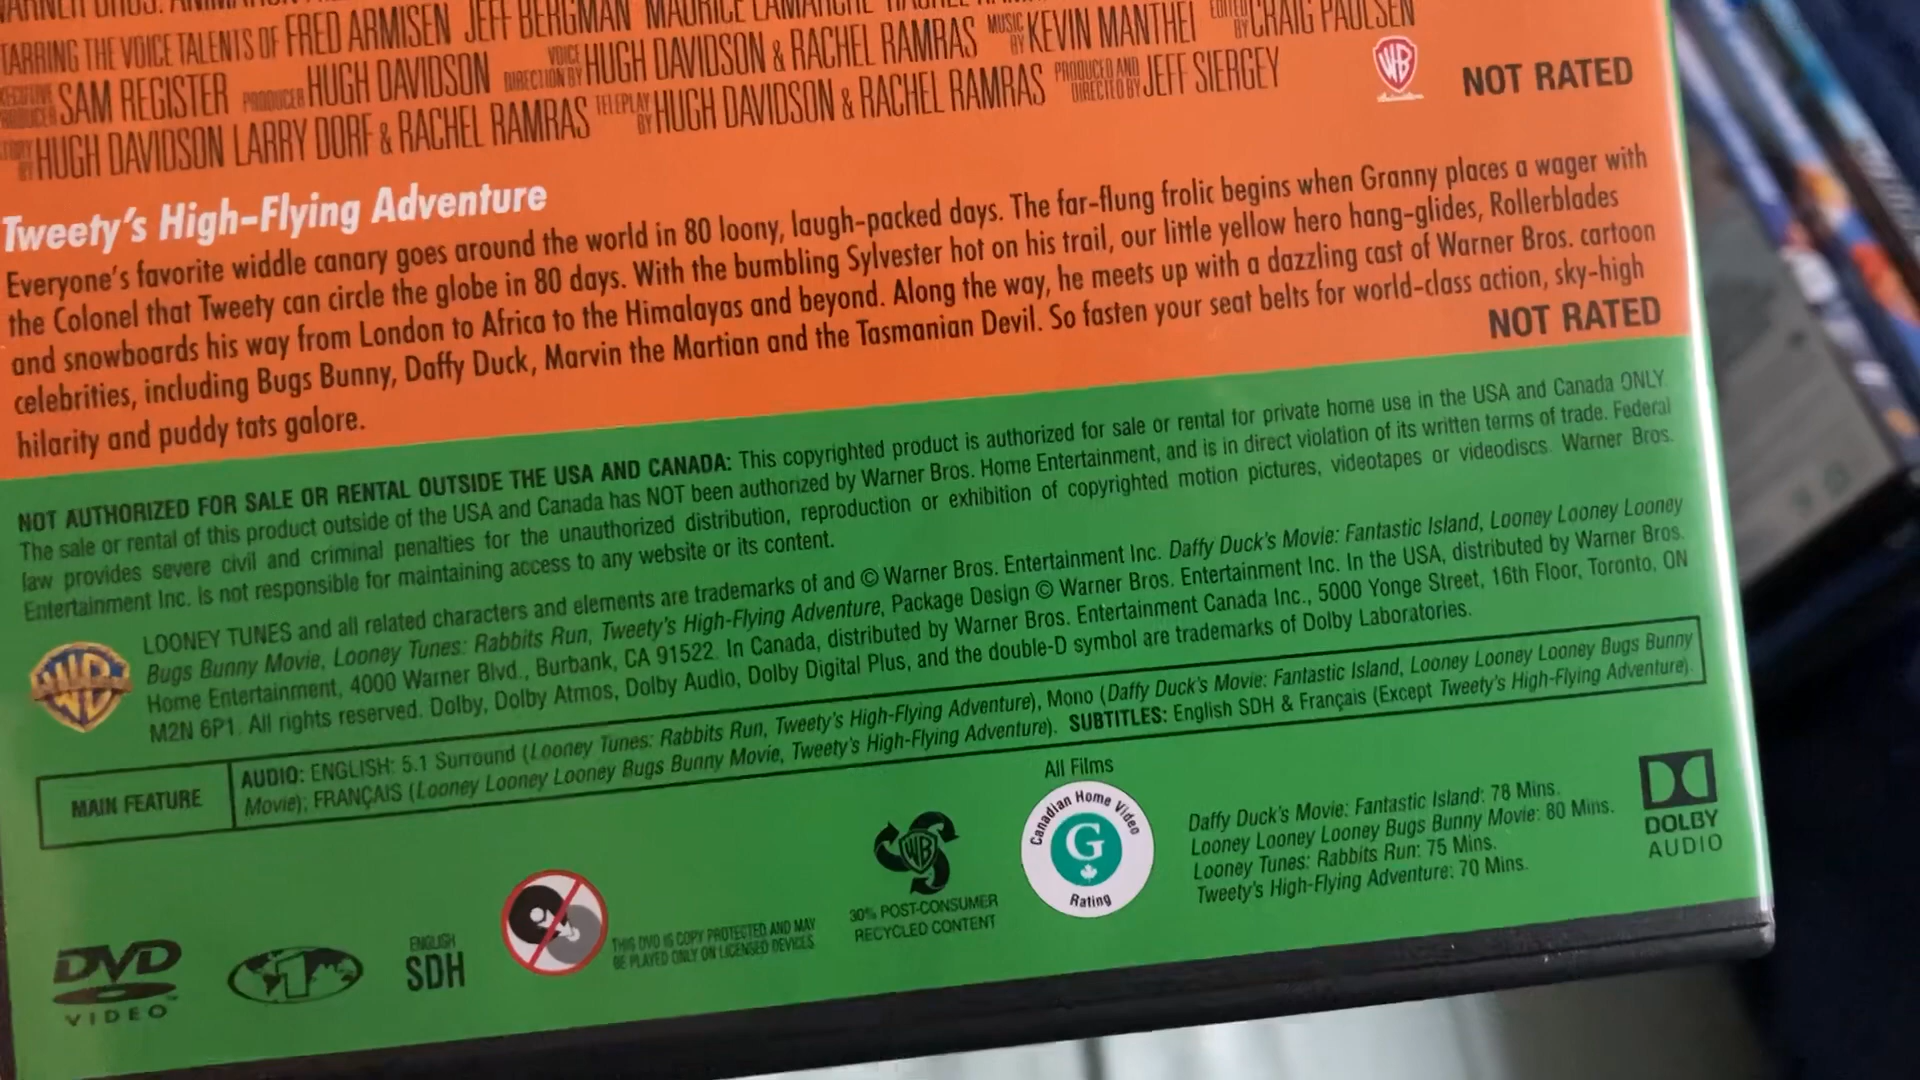 STARRING THE VOICE TALENTS OF FRED ARMISEN JEFF BERGMAN MAURICE LAMARCHE
SAM REGISTER PRODUCER HUGH DAVIDSON VOICE DIRECTION BY HUGH DAVIDSON & RACHEL RAMRAS MUSIC BY KEVIN MANTHEI EDITED BY CRAIG PAULSEN
HUGH DAVIDSON LARRY DORF & RACHEL RAMRAS TELEPLAY BY HUGH DAVIDSON & RACHEL RAMRAS PRODUCED AND DIRECTED BY JEFF SIERGEY
WB
NOT RATED
Tweety's High-Flying Adventure
Everyone's favorite widdle canary goes around the world in 80 loony, laugh-packed days. The far-flung frolic begins when Granny places a wager with
the Colonel that Tweety can circle the globe in 80 days. With the bumbling Sylvester hot on his trail, our little yellow hero hang-glides, Rollerblades
and snowboards his way from London to Africa to the Himalayas and beyond. Along the way, he meets up with a dazzling cast of Warner Bros. cartoon
celebrities, including Bugs Bunny, Daffy Duck, Marvin the Martian and the Tasmanian Devil. So fasten your seat belts for world-class action, sky-high
hilarity and puddy tats galore.
NOT RATED
NOT AUTHORIZED FOR SALE OR RENTAL OUTSIDE THE USA AND CANADA: This copyrighted product is authorized for sale or rental for private home use in the USA and Canada ONLY.
The sale or rental of this product outside of the USA and Canada has NOT been authorized by Warner Bros. Home Entertainment, and is in direct violation of its written terms of trade. Federal
law provides severe civil and criminal penalties for the unauthorized distribution, reproduction or exhibition of copyrighted motion pictures, videotapes or videodiscs. Warner Bros.
Entertainment Inc. Is not responsible for maintaining access to any website or its content.
LOONEY TUNES and all related characters and elements are trademarks of and © Warner Bros. Entertainment Inc. Daffy Duck's Movie: Fantastic Island, Looney Looney Looney
Bugs Bunny Movie, Looney Tunes: Rabbits Run, Tweety's High-Flying Adventure, Package Design © Warner Bros. Entertainment Inc. In the USA, distributed by Warner Bros.
Home Entertainment, 4000 Warner Blvd., Burbank, CA 91522. In Canada, distributed by Warner Bros. Entertainment Canada Inc., 5000 Yonge Street, 16th Floor, Toronto, ON
M2N 6P1. All rights reserved. Dolby, Dolby Atmos, Dolby Audio, Dolby Digital Plus, and the double-D symbol are trademarks of Dolby Laboratories.
MAIN FEATURE
AUDIO: ENGLISH: 5.1 Surround (Looney Tunes: Rabbits Run, Tweety's High-Flying Adventure), Mono (Daffy Duck's Movie: Fantastic Island, Looney Looney Looney Bugs Bunny
Movie); FRANÇAIS (Looney Looney Looney Bugs Bunny Movie, Tweety's High-Flying Adventure). SUBTITLES: English SDH & Français (Except Tweety's High-Flying Adventure).
DVD
VIDEO
1
ENGLISH
SDH
THIS DVD IS COPY PROTECTED AND MAY
BE PLAYED ONLY ON LICENSED DEVICES.
WB
30% POST-CONSUMER
RECYCLED CONTENT
All Films
Canadian Home Video
G
Rating
Daffy Duck's Movie: Fantastic Island: 78 Mins.
Looney Looney Looney Bugs Bunny Movie: 80 Mins.
Looney Tunes: Rabbits Run: 75 Mins.
Tweety's High-Flying Adventure: 70 Mins.
DOLBY
AUDIO